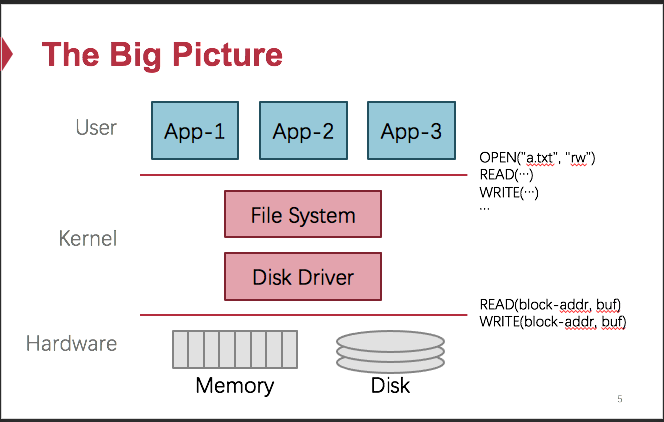 The Big Picture
User
App-1
App-2
App-3
OPEN("a.txt", "rw")
READ(⋯)
WRITE(⋯)
⋯
Kernel
File System
Disk Driver
READ(block-addr, buf)
WRITE(block-addr, buf)
Hardware
Memory
Disk
5